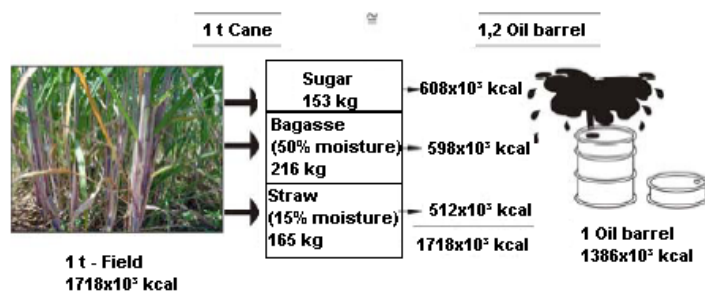 1 t Cane
≅
1,2 Oil barrel
Sugar
153 kg
608x10³ kcal
Bagasse
(50% moisture)
216 kg
598x10³ kcal
Straw
(15% moisture)
165 kg
512x10³ kcal
1718x10³ kcal
1 t - Field
1718x10³ kcal
1 Oil barrel
1386x10³ kcal